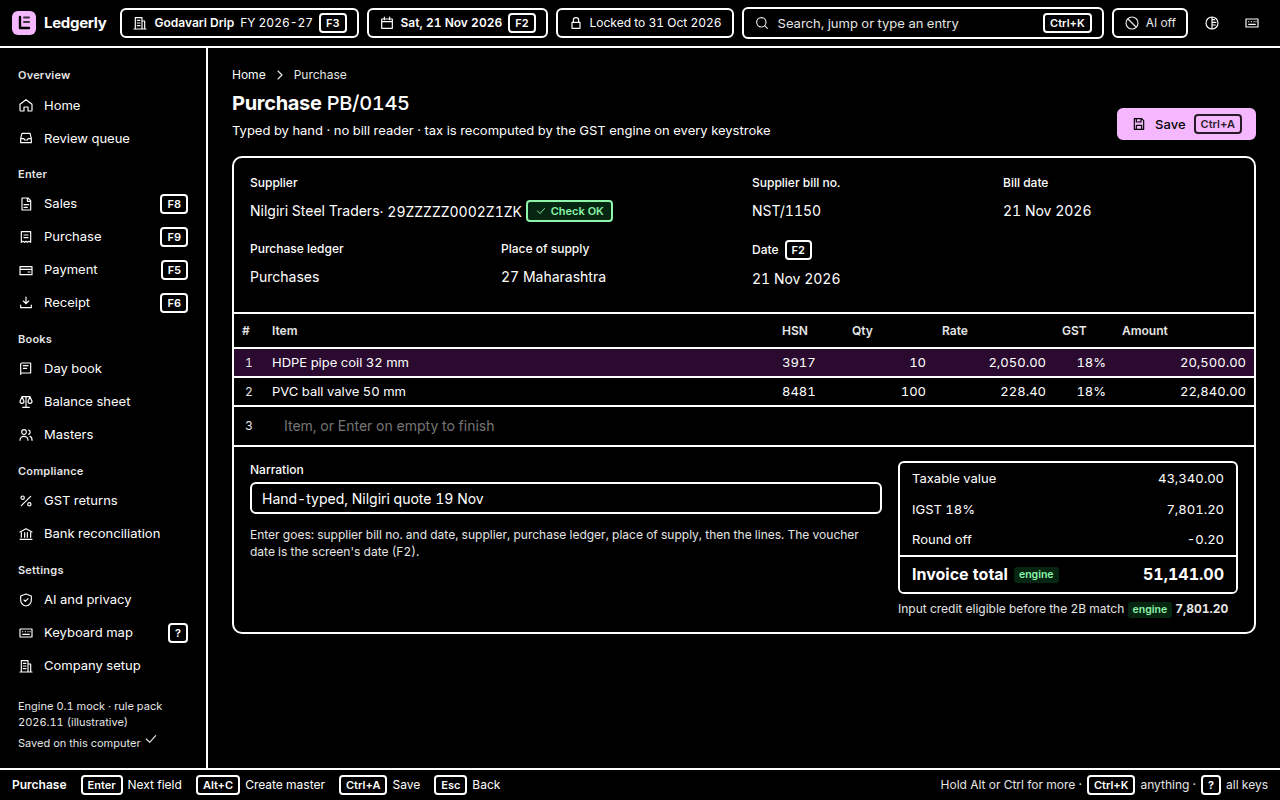 Ledgerly
Godavari Drip FY 2026-27 F3
Sat, 21 Nov 2026 F2
Locked to 31 Oct 2026
Search, jump or type an entry Ctrl+K
AI off
Overview
Home
Review queue
Enter
Sales F8
Purchase F9
Payment F5
Receipt F6
Books
Day book
Balance sheet
Masters
Compliance
GST returns
Bank reconciliation
Settings
AI and privacy
Keyboard map ?
Company setup
Engine 0.1 mock · rule pack
2026.11 (illustrative)
Saved on this computer
Home > Purchase
Purchase PB/0145
Typed by hand · no bill reader · tax is recomputed by the GST engine on every keystroke
Save Ctrl+A
Supplier Supplier bill no. Bill date
Nilgiri Steel Traders· 29ZZZZZ0002Z1ZK Check OK NST/1150 21 Nov 2026
Purchase ledger Place of supply Date F2
Purchases 27 Maharashtra 21 Nov 2026
# Item HSN Qty Rate GST Amount
1 HDPE pipe coil 32 mm 3917 10 2,050.00 18% 20,500.00
2 PVC ball valve 50 mm 8481 100 228.40 18% 22,840.00
3 Item, or Enter on empty to finish
Narration
Hand-typed, Nilgiri quote 19 Nov
Enter goes: supplier bill no. and date, supplier, purchase ledger, place of supply, then the lines. The voucher
date is the screen's date (F2).
Taxable value 43,340.00
IGST 18% 7,801.20
Round off -0.20
Invoice total engine 51,141.00
Input credit eligible before the 2B match engine 7,801.20
Purchase Enter Next field Alt+C Create master Ctrl+A Save Esc Back
Hold Alt or Ctrl for more · Ctrl+K anything · ? all keys